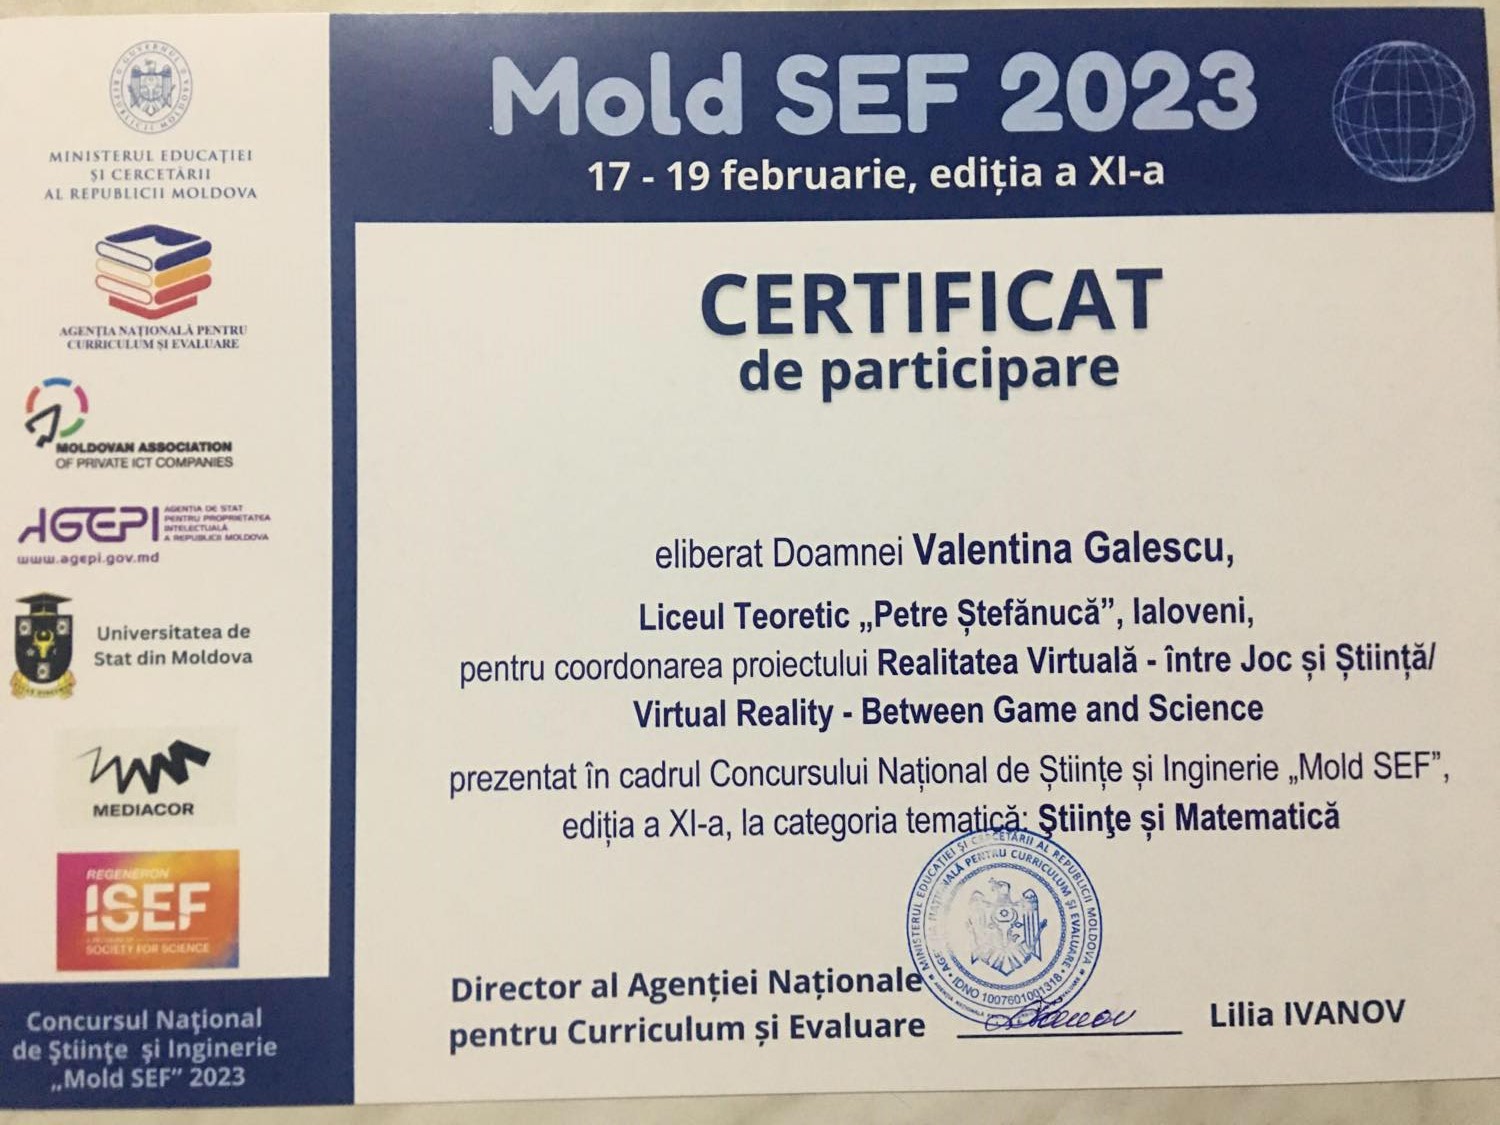 GUVERNUL REPUBLICII MOLDOVA
MINISTERUL EDUCAȚIEI
ȘI CERCETĂRII
AL REPUBLICII MOLDOVA
AGENȚIA NAȚIONALĂ PENTRU
CURRICULUM ȘI EVALUARE
MOLDOVAN ASSOCIATION
OF PRIVATE ICT COMPANIES
AGEPI
AGENTIA DE STAT
PENTRU PROPRIETATEA
INTELECTUALĂ
A REPUBLICII MOLDOVA
www.agepi.gov.md
Universitatea de
Stat din Moldova
MEDIACOR
REGENERON
ISEF
SOCIETY FOR SCIENCE
Concursul Naţional
de Ştiinţe şi Inginerie
„Mold SEF” 2023
Mold SEF 2023
17 - 19 februarie, ediția a XI-a
CERTIFICAT
de participare
eliberat Doamnei Valentina Galescu,
Liceul Teoretic „Petre Ștefănucă”, Ialoveni,
pentru coordonarea proiectului Realitatea Virtuală - între Joc și Știință/
Virtual Reality - Between Game and Science
prezentat în cadrul Concursului Național de Științe și Inginerie „Mold SEF”,
ediția a XI-a, la categoria tematică: Ştiinţe și Matematică
MINISTERUL EDUCAȚIEI ȘI CERCETĂRII AL REPUBLICII MOLDOVA
AGENȚIA NAȚIONALĂ PENTRU CURRICULUM ȘI EVALUARE
IDNO 1007601001318
Director al Agenției Naționale
pentru Curriculum și Evaluare
Lilia IVANOV